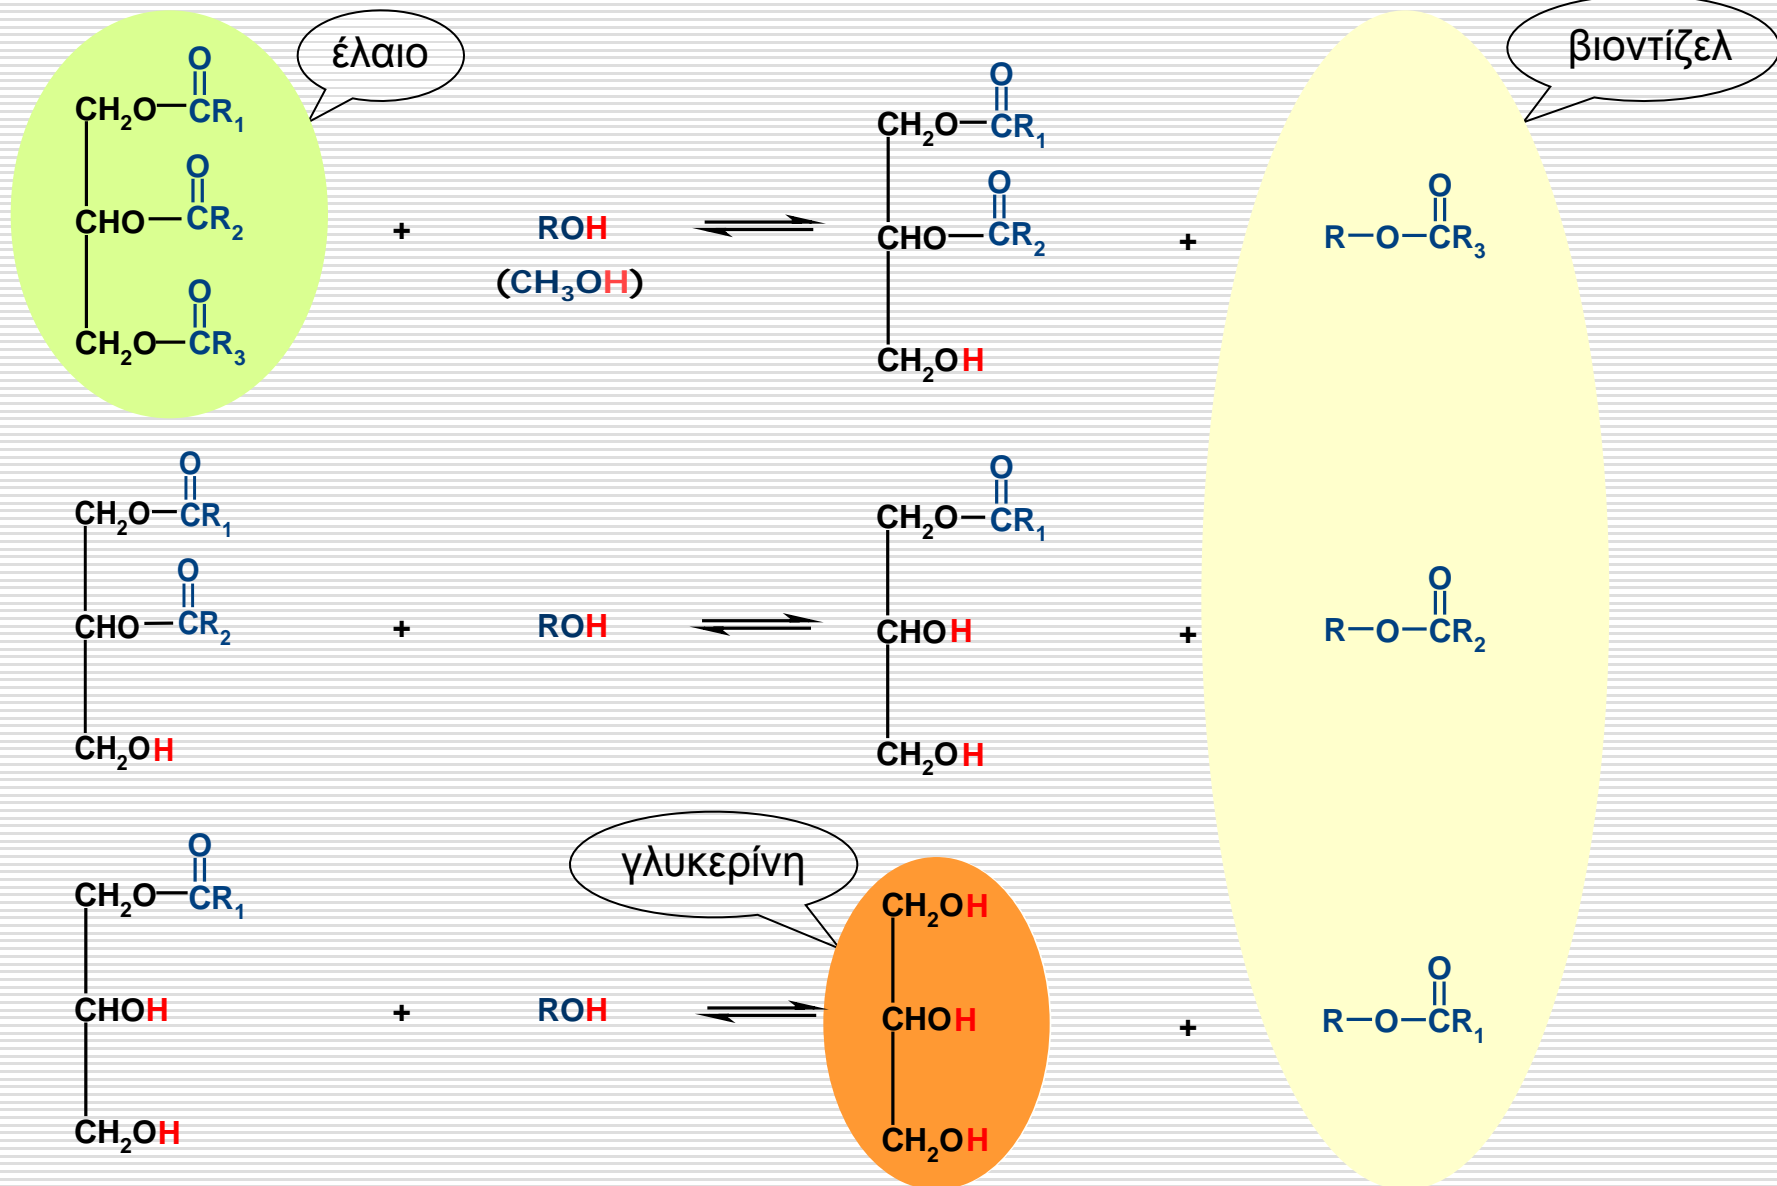 έλαιο
βιοντίζελ
O
CH₂O—CR₁
O
CHO—CR₂
O
CH₂O—CR₃
+
ROH
(CH₃OH)
O
CH₂O—CR₁
O
CHO—CR₂
CH₂OH
+
O
R—O—CR₃
O
CH₂O—CR₁
O
CHO—CR₂
CH₂OH
+
ROH
O
CH₂O—CR₁
CHOH
CH₂OH
+
O
R—O—CR₂
O
CH₂O—CR₁
CHOH
CH₂OH
+
ROH
γλυκερίνη
CH₂OH
CHOH
CH₂OH
+
O
R—O—CR₁